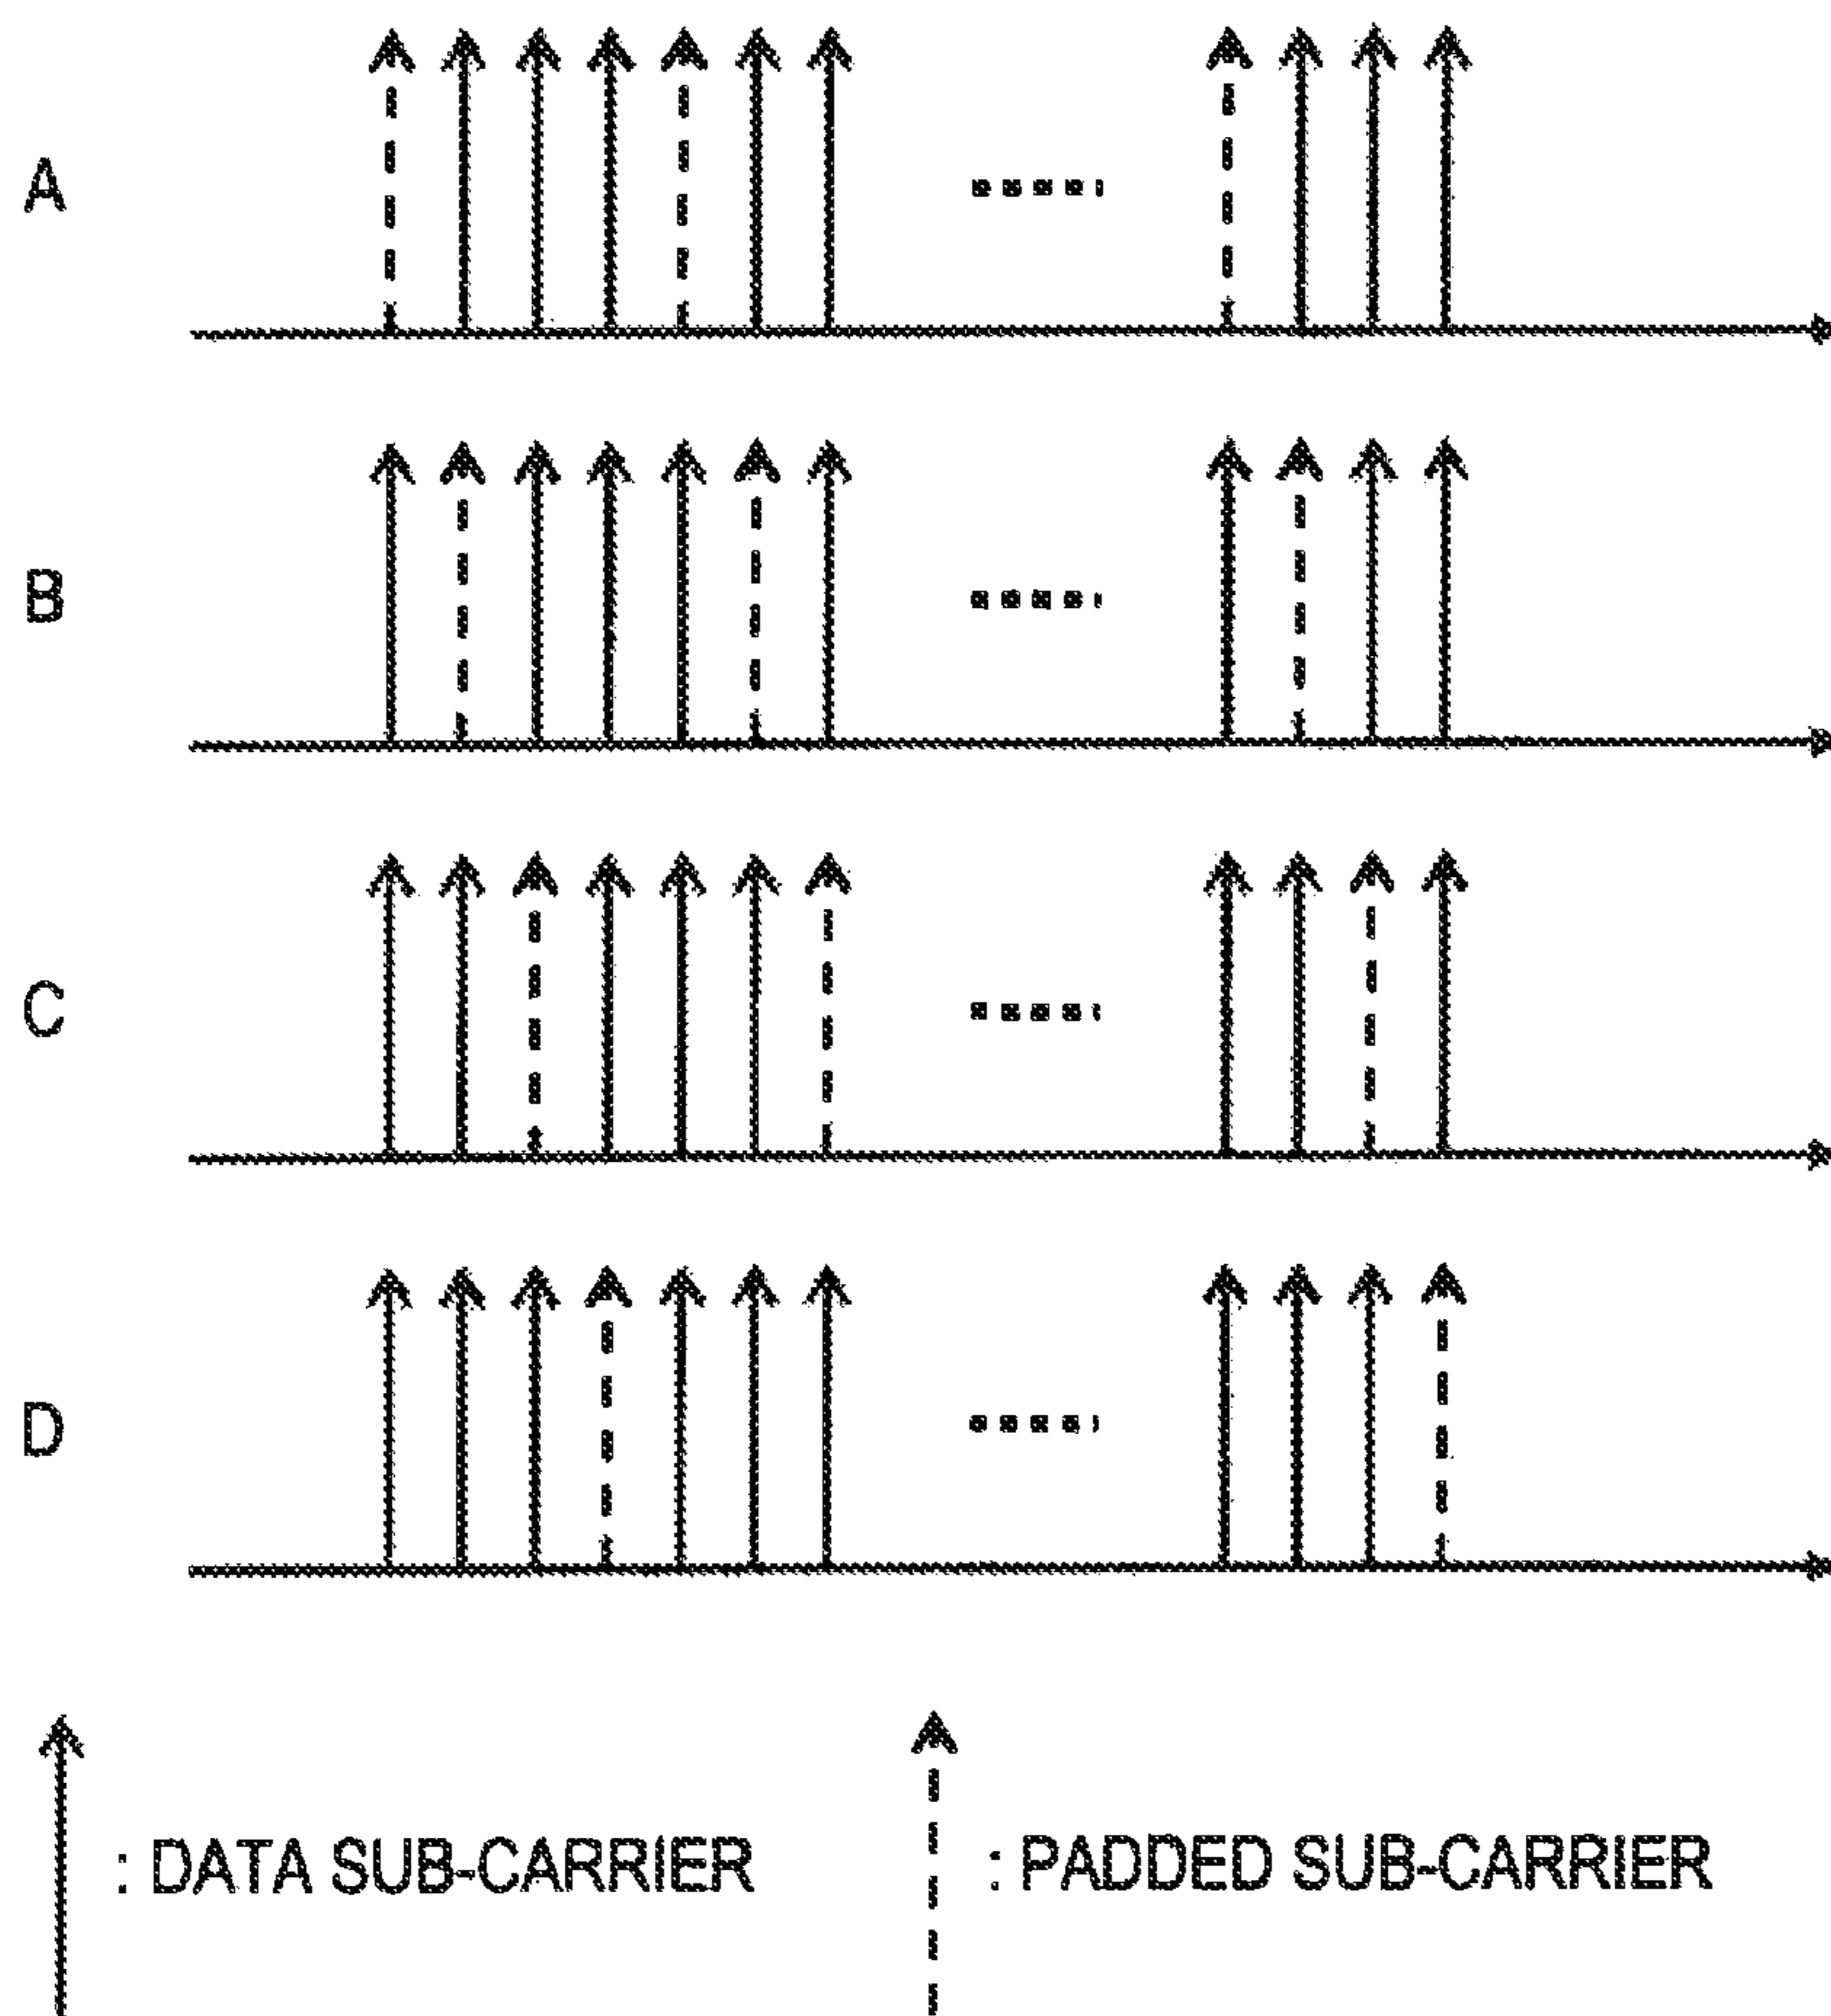 A
B
C
D
: DATA SUB-CARRIER
: PADDED SUB-CARRIER